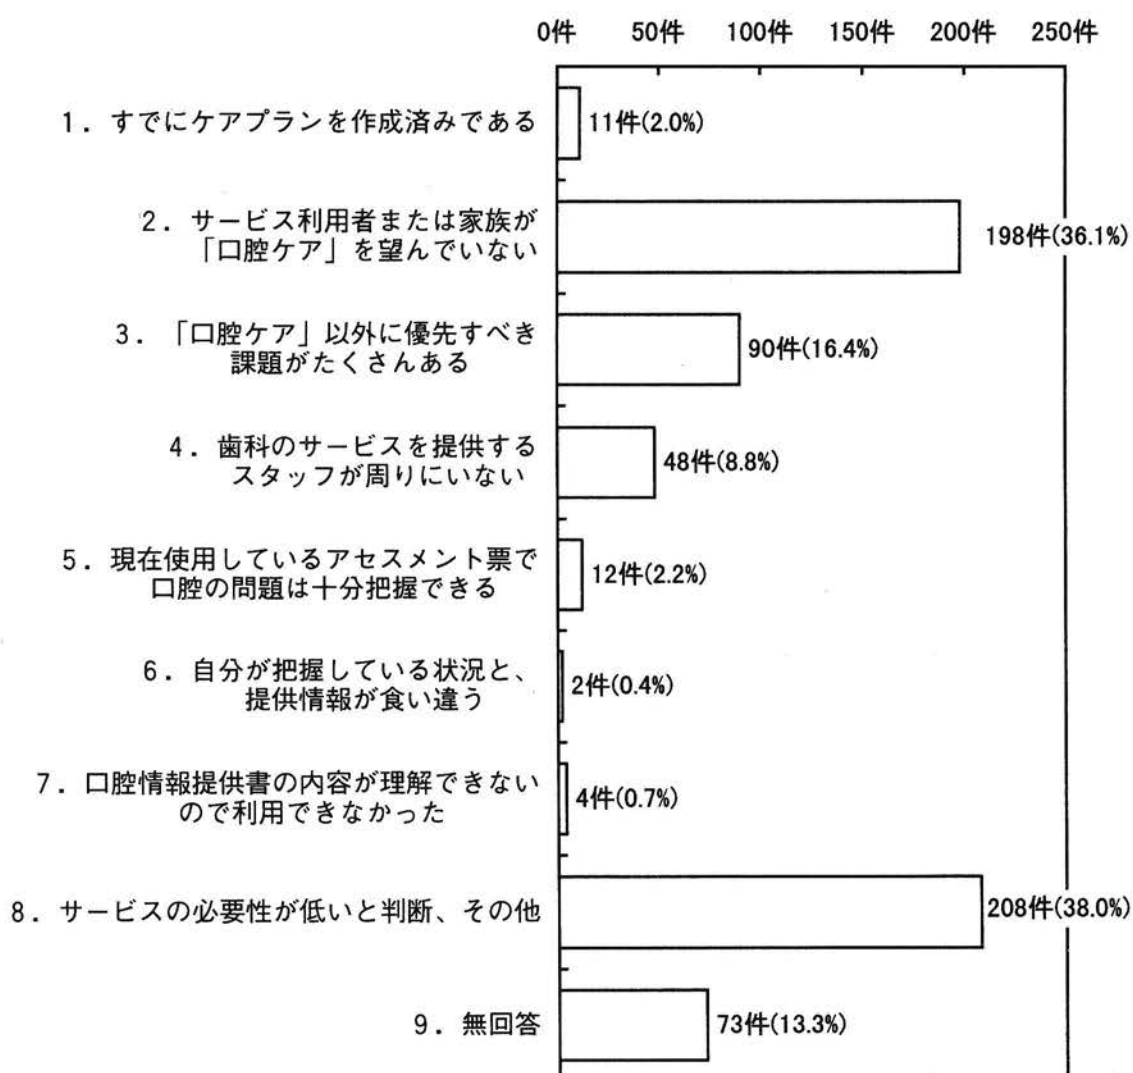 0件 50件 100件 150件 200件 250件
1. すでにケアプランを作成済みである
11件(2.0%)
2. サービス利用者または家族が
「口腔ケア」を望んでいない
198件(36.1%)
3. 「口腔ケア」以外に優先すべき
課題がたくさんある
90件(16.4%)
4. 歯科のサービスを提供する
スタッフが周りにいない
48件(8.8%)
5. 現在使用しているアセスメント票で
口腔の問題は十分把握できる
12件(2.2%)
6. 自分が把握している状況と、
提供情報が食い違う
2件(0.4%)
7. 口腔情報提供書の内容が理解できない
ので利用できなかった
4件(0.7%)
8. サービスの必要性が低いと判断、その他
208件(38.0%)
9. 無回答
73件(13.3%)